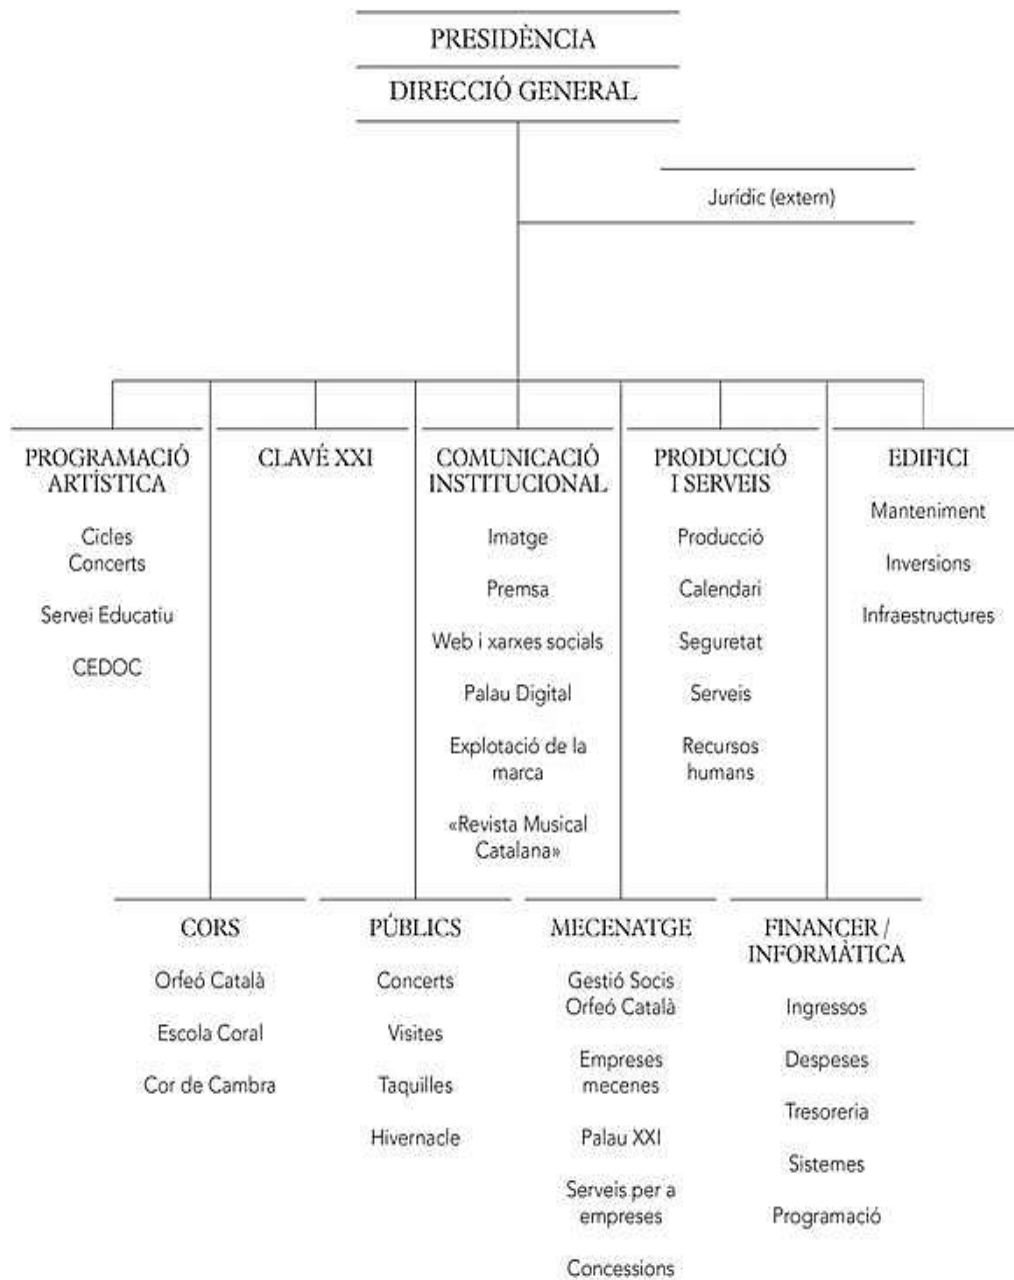 PRESIDÈNCIA
DIRECCIÓ GENERAL
Jurídic (extern)
PROGRAMACIÓ
ARTÍSTICA
Cicles
Concerts
Servei Educatiu
CEDOC
CLAVÉ XXI
COMUNICACIÓ
INSTITUCIONAL
Imatge
Premsa
Web i xarxes socials
Palau Digital
Explotació de la
marca
«Revista Musical
Catalana»
PRODUCCIÓ
I SERVEIS
Producció
Calendari
Seguretat
Serveis
Recursos
humans
EDIFICI
Manteniment
Inversions
Infraestructures
CORS
Orfeó Català
Escola Coral
Cor de Cambra
PÚBLICS
Concerts
Visites
Taquilles
Hivernacle
MECENATGE
Gestió Socis
Orfeó Català
Empreses
mecenes
Palau XXI
Serveis per a
empreses
Concessions
FINANCER /
INFORMÀTICA
Ingressos
Despeses
Tresoreria
Sistemes
Programació